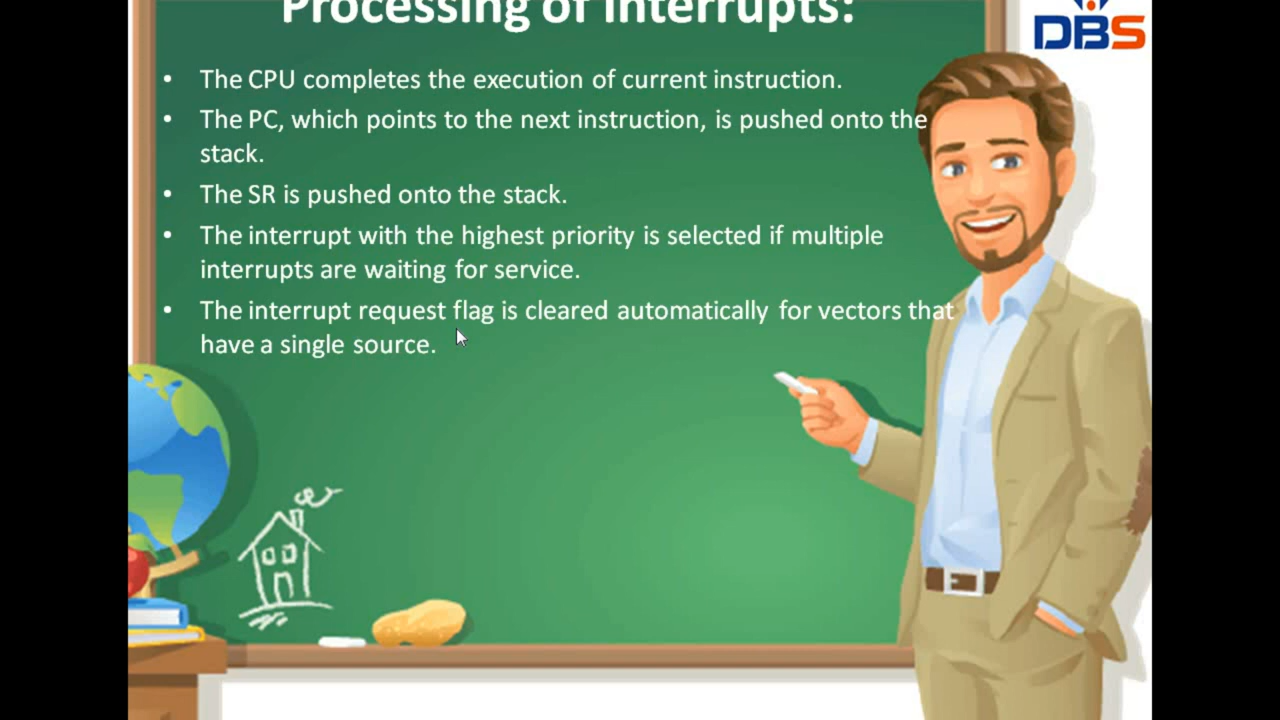 Processing of Interrupts:
DBS
• The CPU completes the execution of current instruction.
• The PC, which points to the next instruction, is pushed onto the
stack.
• The SR is pushed onto the stack.
• The interrupt with the highest priority is selected if multiple
interrupts are waiting for service.
• The interrupt request flag is cleared automatically for vectors that
have a single source.